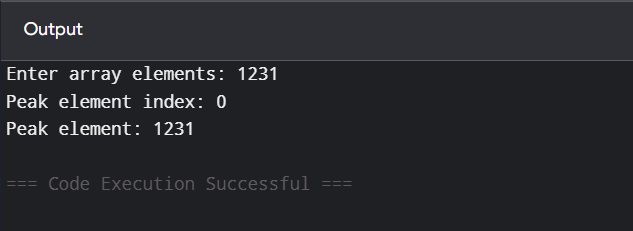 Output
Enter array elements: 1231
Peak element index: 0
Peak element: 1231
=== Code Execution Successful ===